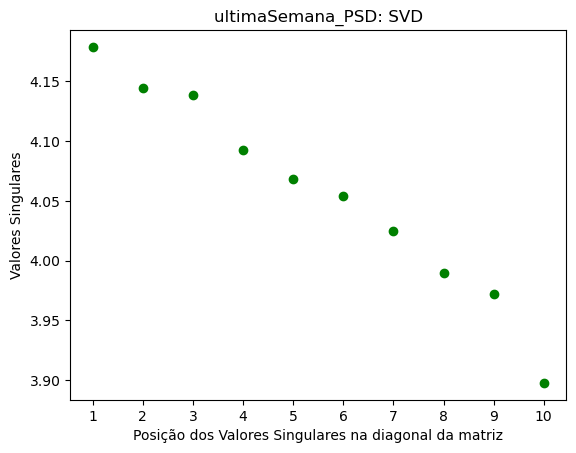 ultimaSemana_PSD: SVD
Valores Singulares
4.15
4.10
4.05
4.00
3.95
3.90
1 2 3 4 5 6 7 8 9 10
Posição dos Valores Singulares na diagonal da matriz